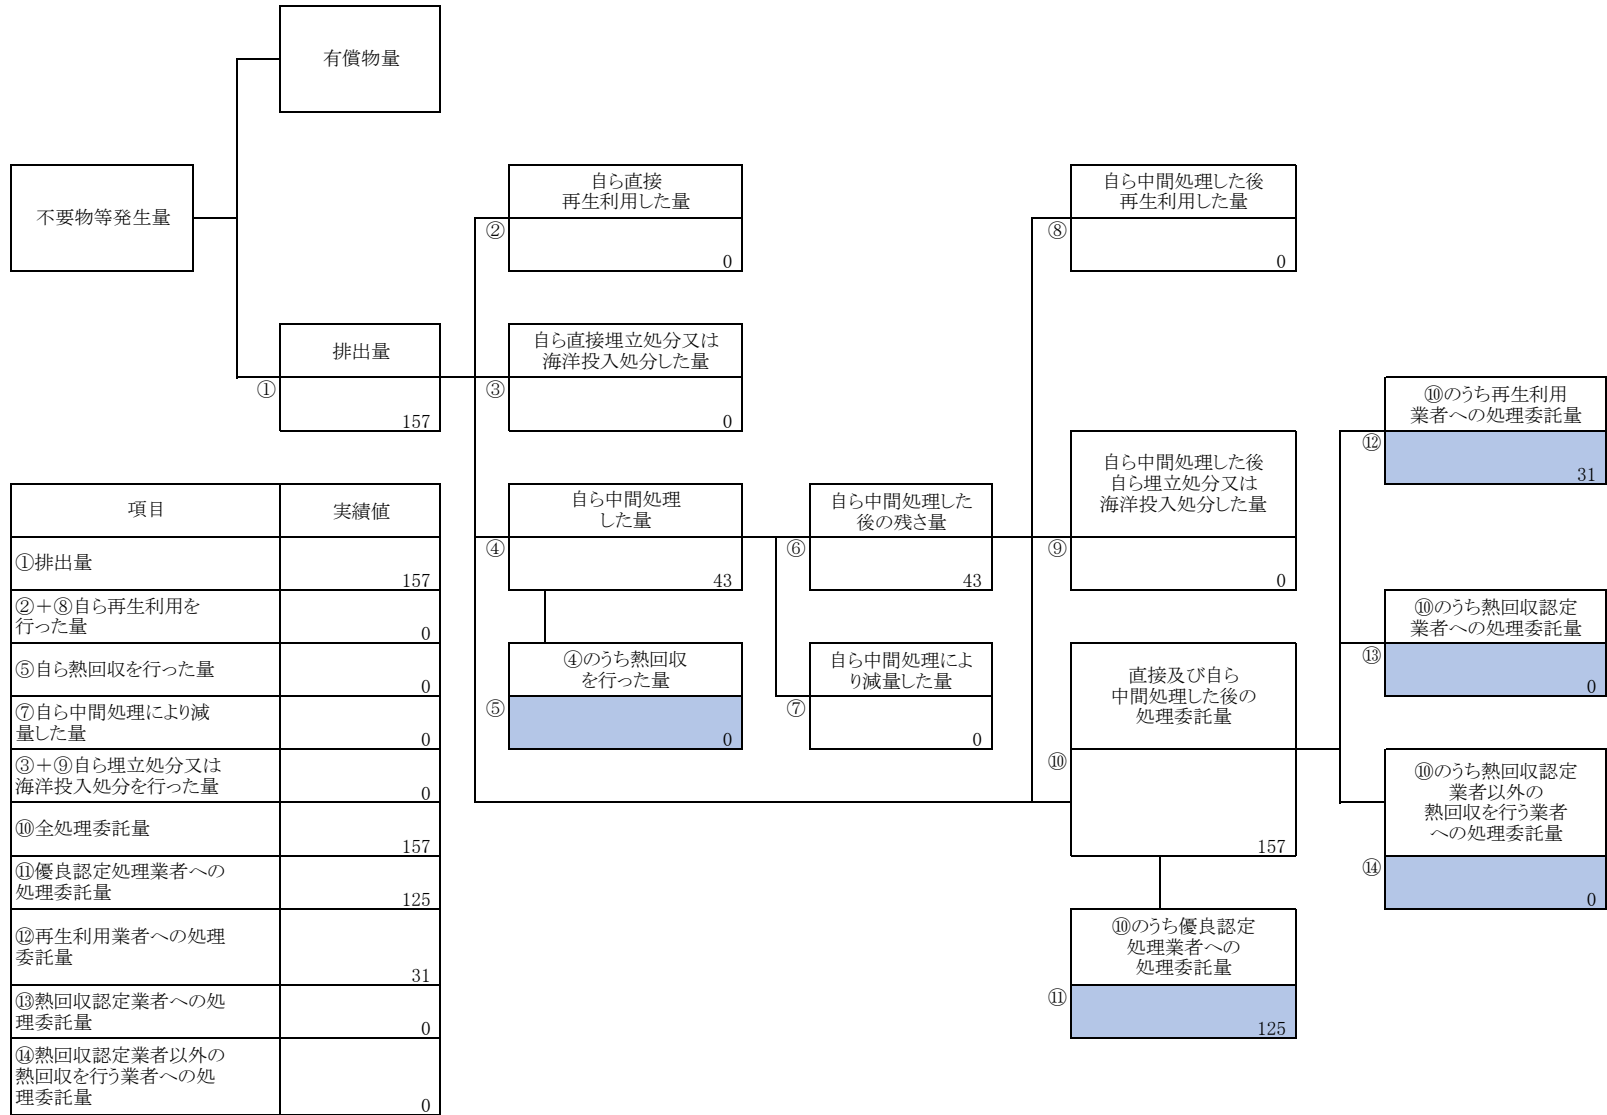 有償物量
不要物等発生量
自ら直接
再生利用した量
②
0
自ら中間処理した後
再生利用した量
⑧
0
排出量
①
157
自ら直接埋立処分又は
海洋投入処分した量
③
0
⑩のうち再生利用
業者への処理委託量
⑫
31
自ら中間処理
した量
④
43
自ら中間処理した
後の残さ量
⑥
43
自ら中間処理した後
自ら埋立処分又は
海洋投入処分した量
⑨
0
⑩のうち熱回収認定
業者への処理委託量
⑬
0
④のうち熱回収
を行った量
⑤
0
自ら中間処理によ
り減量した量
⑦
0
直接及び自ら
中間処理した後の
処理委託量
⑩
157
⑩のうち熱回収認定
業者以外の
熱回収を行う業者
への処理委託量
⑭
0
⑩のうち優良認定
処理業者への
処理委託量
⑪
125
項目 実績値
①排出量
157
②＋⑧自ら再生利用を
行った量
0
⑤自ら熱回収を行った量
0
⑦自ら中間処理により減
量した量
0
③＋⑨自ら埋立処分又は
海洋投入処分を行った量
0
⑩全処理委託量
157
⑪優良認定処理業者への
処理委託量
125
⑫再生利用業者への処理
委託量
31
⑬熱回収認定業者への処
理委託量
0
⑭熱回収認定業者以外の
熱回収を行う業者への処
理委託量
0